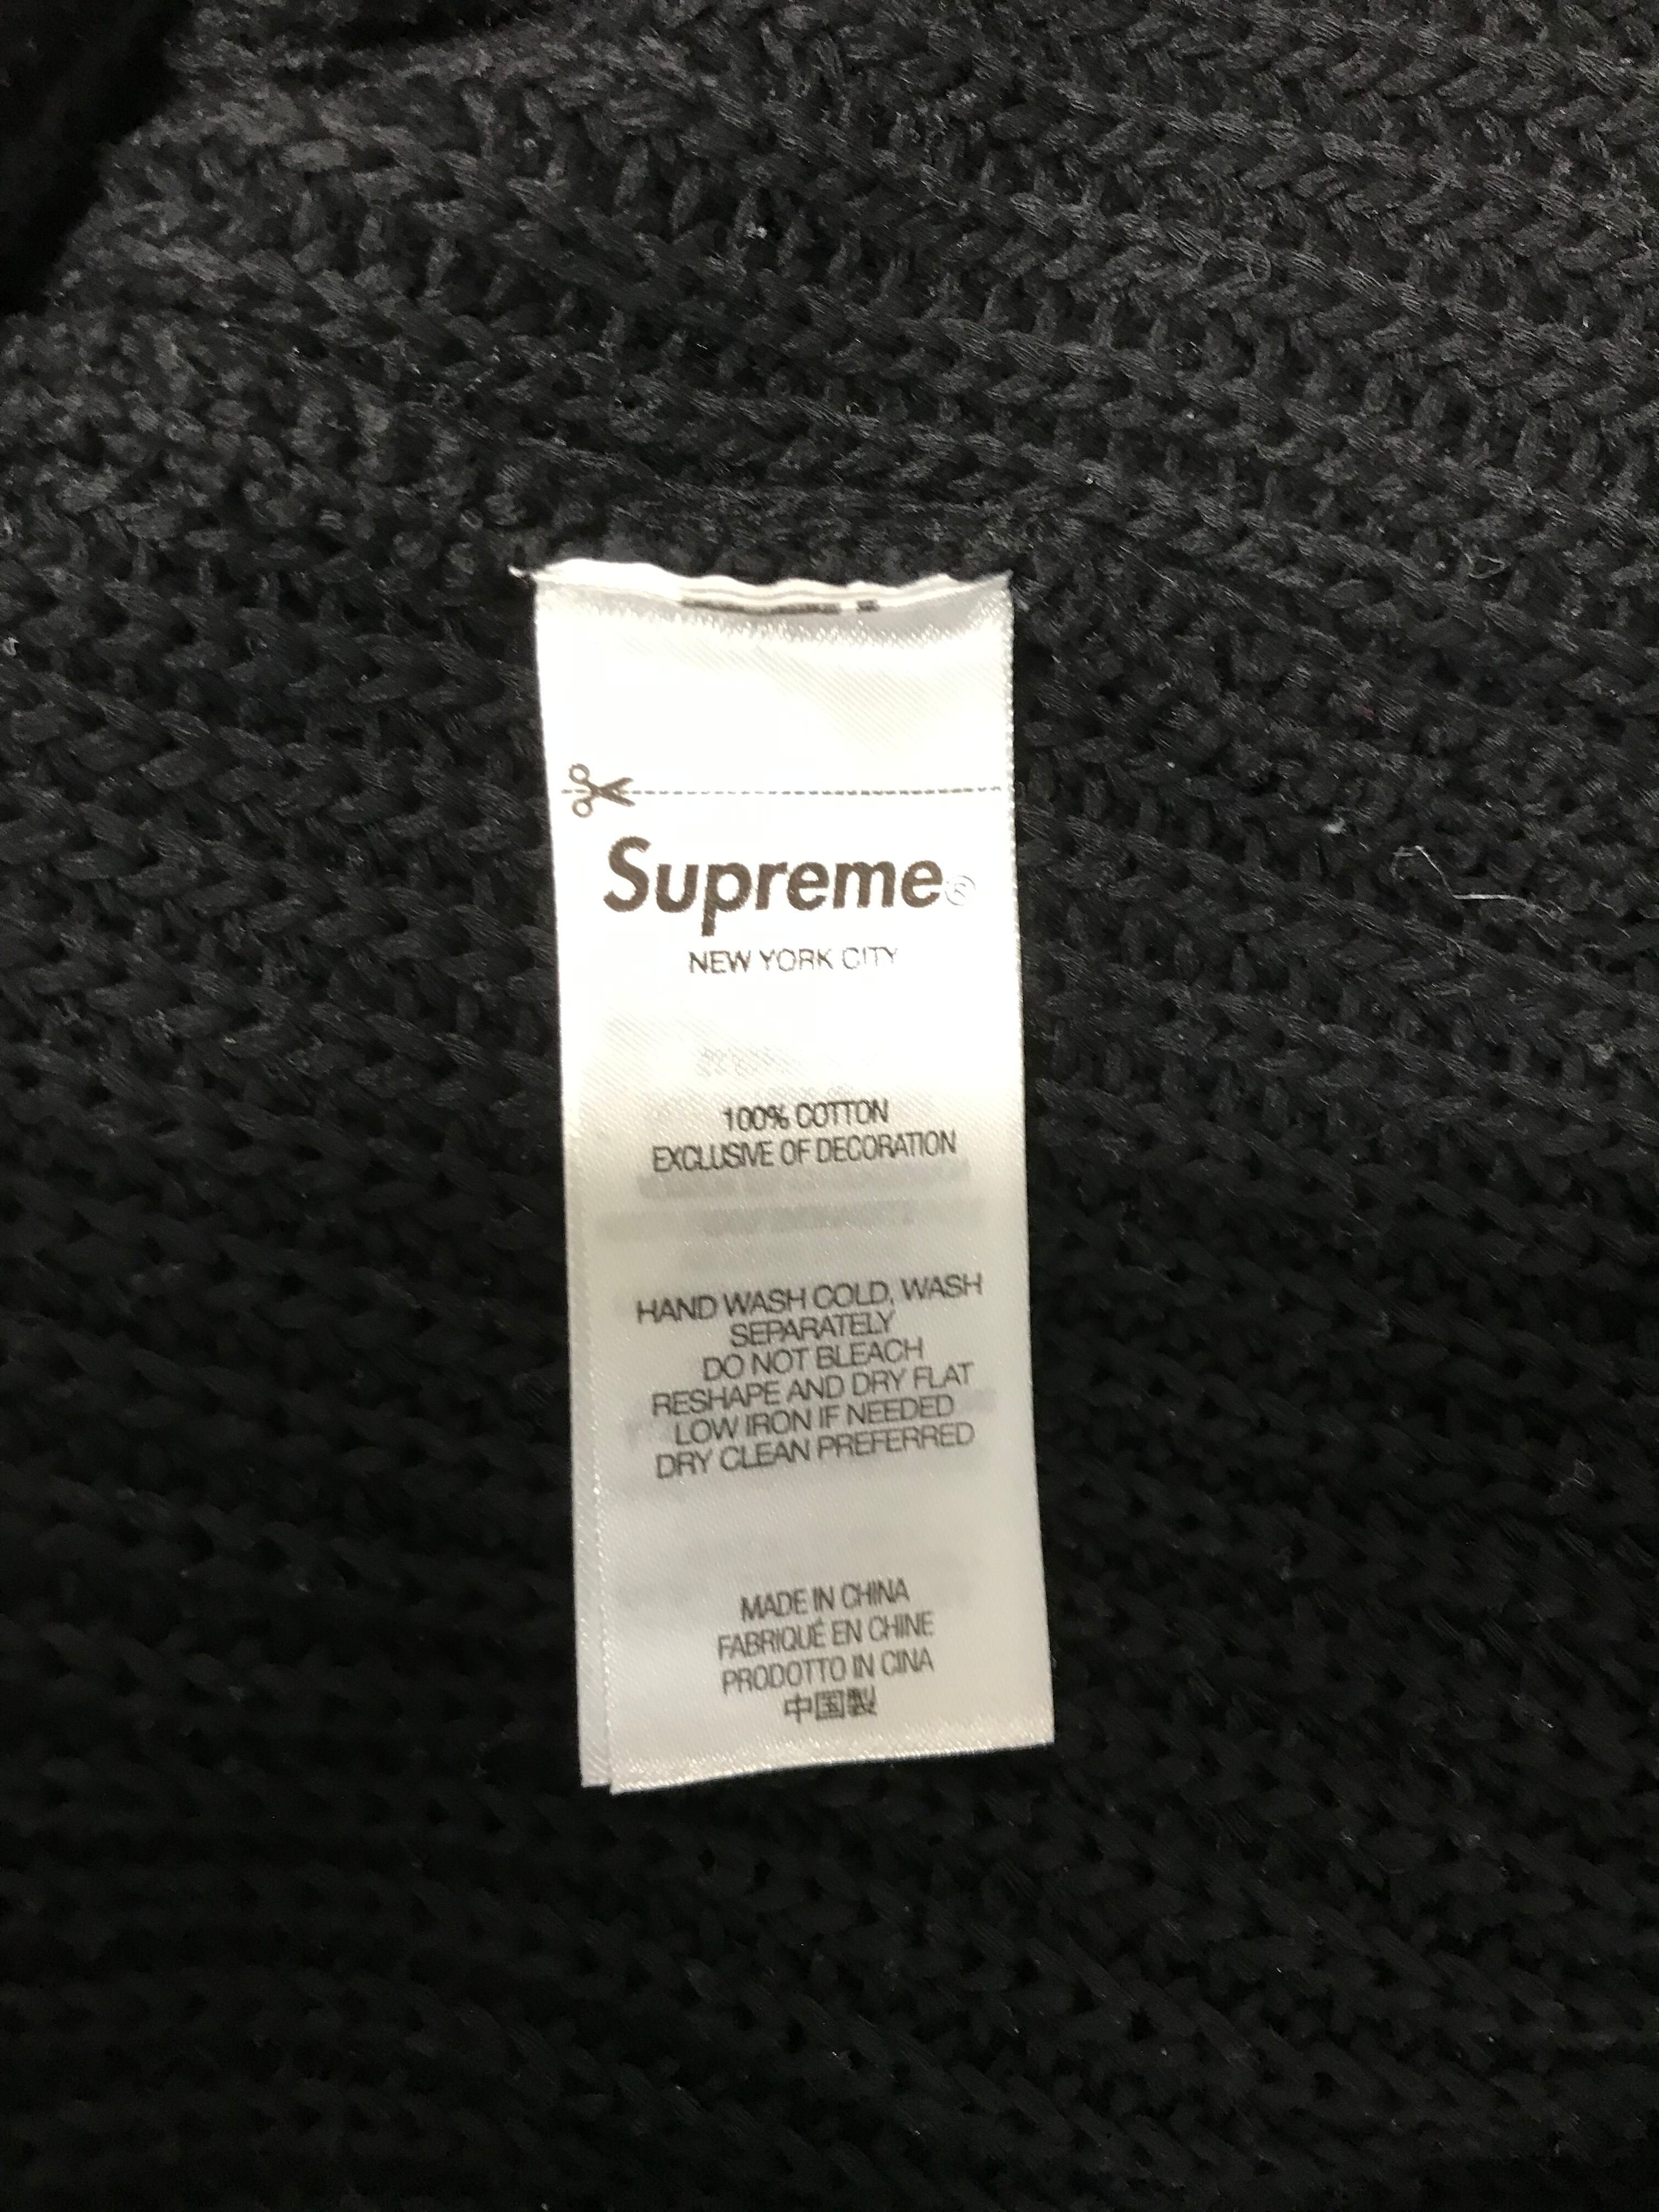 Supreme®
NEW YORK CITY
100% COTTON
EXCLUSIVE OF DECORATION
HAND WASH COLD, WASH
SEPARATELY
DO NOT BLEACH
RESHAPE AND DRY FLAT
LOW IRON IF NEEDED
DRY CLEAN PREFERRED
MADE IN CHINA
FABRIQUÉ EN CHINE
PRODOTTO IN CINA
中国製